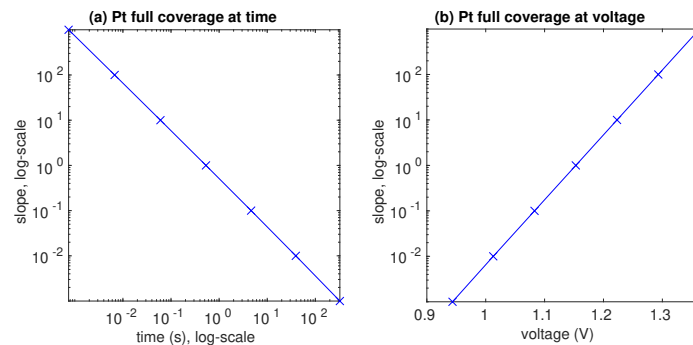 (a) Pt full coverage at time
slope, log-scale
10^2
10^1
10^0
10^-1
10^-2
10^-2 10^-1 10^0 10^1 10^2
time (s), log-scale
(b) Pt full coverage at voltage
slope, log-scale
10^2
10^1
10^0
10^-1
10^-2
0.9 1 1.1 1.2 1.3
voltage (V)